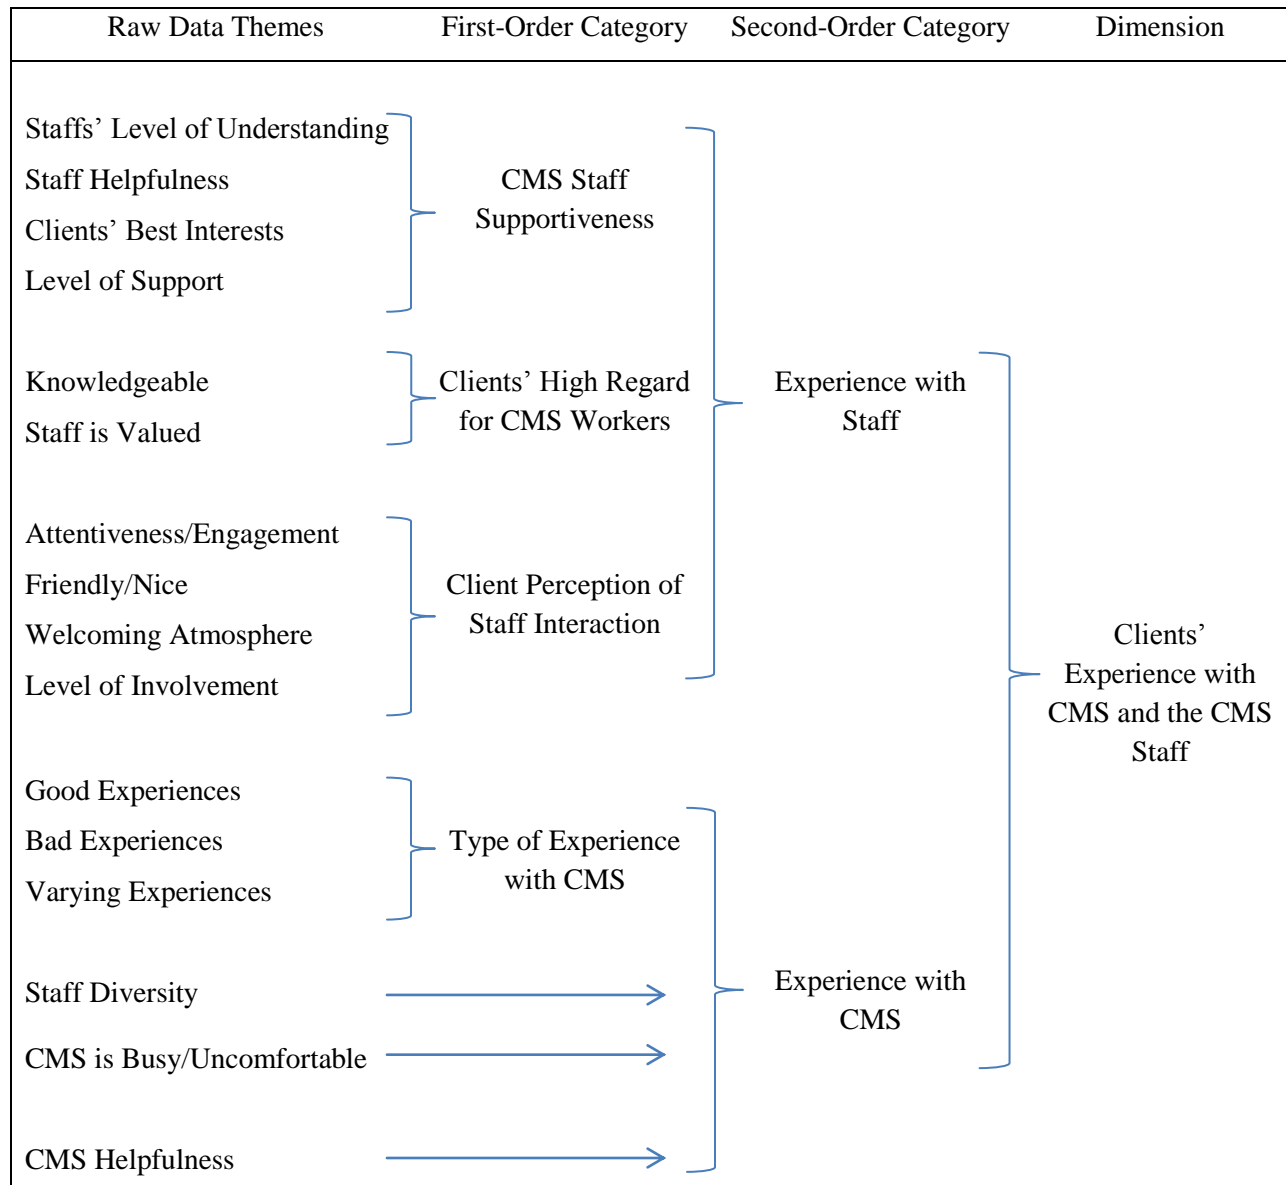 Raw Data Themes First-Order Category Second-Order Category Dimension
Staffs’ Level of Understanding
Staff Helpfulness
Clients’ Best Interests
Level of Support
CMS Staff
Supportiveness
Knowledgeable
Staff is Valued
Clients’ High Regard
for CMS Workers
Experience with
Staff
Attentiveness/Engagement
Friendly/Nice
Welcoming Atmosphere
Level of Involvement
Client Perception of
Staff Interaction
Clients’
Experience with
CMS and the CMS
Staff
Good Experiences
Bad Experiences
Varying Experiences
Type of Experience
with CMS
Staff Diversity
CMS is Busy/Uncomfortable
CMS Helpfulness
Experience with
CMS